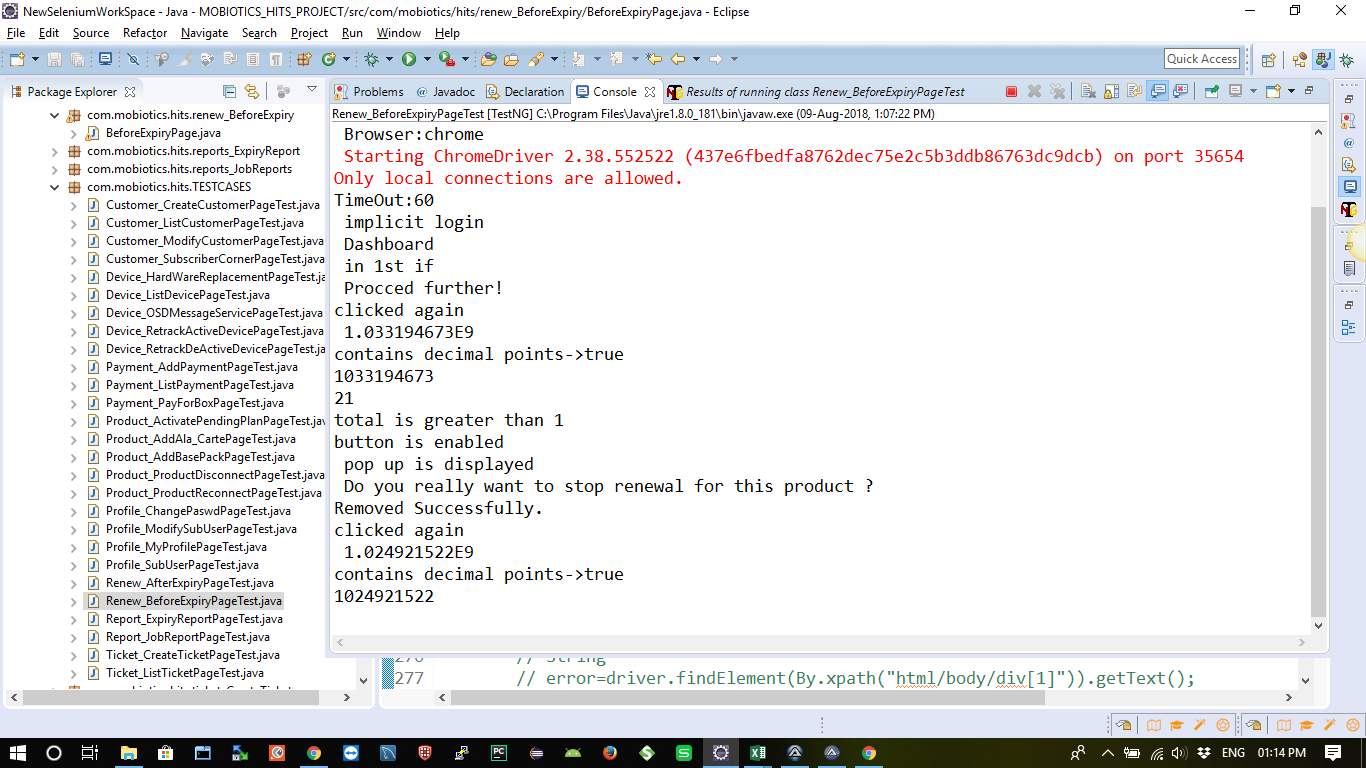 NewSeleniumWorkSpace - Java - MOBIOTICS_HITS_PROJECT/src/com/mobiotics/hits/renew_BeforeExpiry/BeforeExpiryPage.java - Eclipse
File Edit Source Refactor Navigate Search Project Run Window Help
Quick Access
Package Explorer
Problems @ Javadoc Declaration Console Results of running class Renew_BeforeExpiryPageTest
Renew_BeforeExpiryPageTest [TestNG] C:\Program Files\Java\jre1.8.0_181\bin\javaw.exe (09-Aug-2018, 1:07:22 PM)
com.mobiotics.hits.renew_BeforeExpiry
BeforeExpiryPage.java
com.mobiotics.hits.reports_ExpiryReport
com.mobiotics.hits.reports_JobReports
com.mobiotics.hits.TESTCASES
Customer_CreateCustomerPageTest.java
Customer_ListCustomerPageTest.java
Customer_ModifyCustomerPageTest.java
Customer_SubscriberCornerPageTest.java
Device_HardWareReplacementPageTest.ja
Device_ListDevicePageTest.java
Device_OSDMessageServicePageTest.java
Device_RetrackActiveDevicePageTest.java
Device_RetrackDeActiveDevicePageTest.ja
Payment_AddPaymentPageTest.java
Payment_ListPaymentPageTest.java
Payment_PayForBoxPageTest.java
Product_ActivatePendingPlanPageTest.jav
Product_AddAla_CartePageTest.java
Product_AddBasePackPageTest.java
Product_ProductDisconnectPageTest.java
Product_ProductReconnectPageTest.java
Profile_ChangePaswdPageTest.java
Profile_ModifySubUserPageTest.java
Profile_MyProfilePageTest.java
Profile_SubUserPageTest.java
Renew_AfterExpiryPageTest.java
Renew_BeforeExpiryPageTest.java
Report_ExpiryReportPageTest.java
Report_JobReportPageTest.java
Ticket_CreateTicketPageTest.java
Ticket_ListTicketPageTest.java
Browser:chrome
Starting ChromeDriver 2.38.552522 (437e6fbedfa8762dec75e2c5b3ddb86763dc9dcb) on port 35654
Only local connections are allowed.
TimeOut:60
implicit login
Dashboard
in 1st if
Procced further!
clicked again
1.033194673E9
contains decimal points->true
1033194673
21
total is greater than 1
button is enabled
pop up is displayed
Do you really want to stop renewal for this product ?
Removed Successfully.
clicked again
1.024921522E9
contains decimal points->true
1024921522
276 // String
277 // error=driver.findElement(By.xpath("html/body/div[1]")).getText();
ENG 01:14 PM